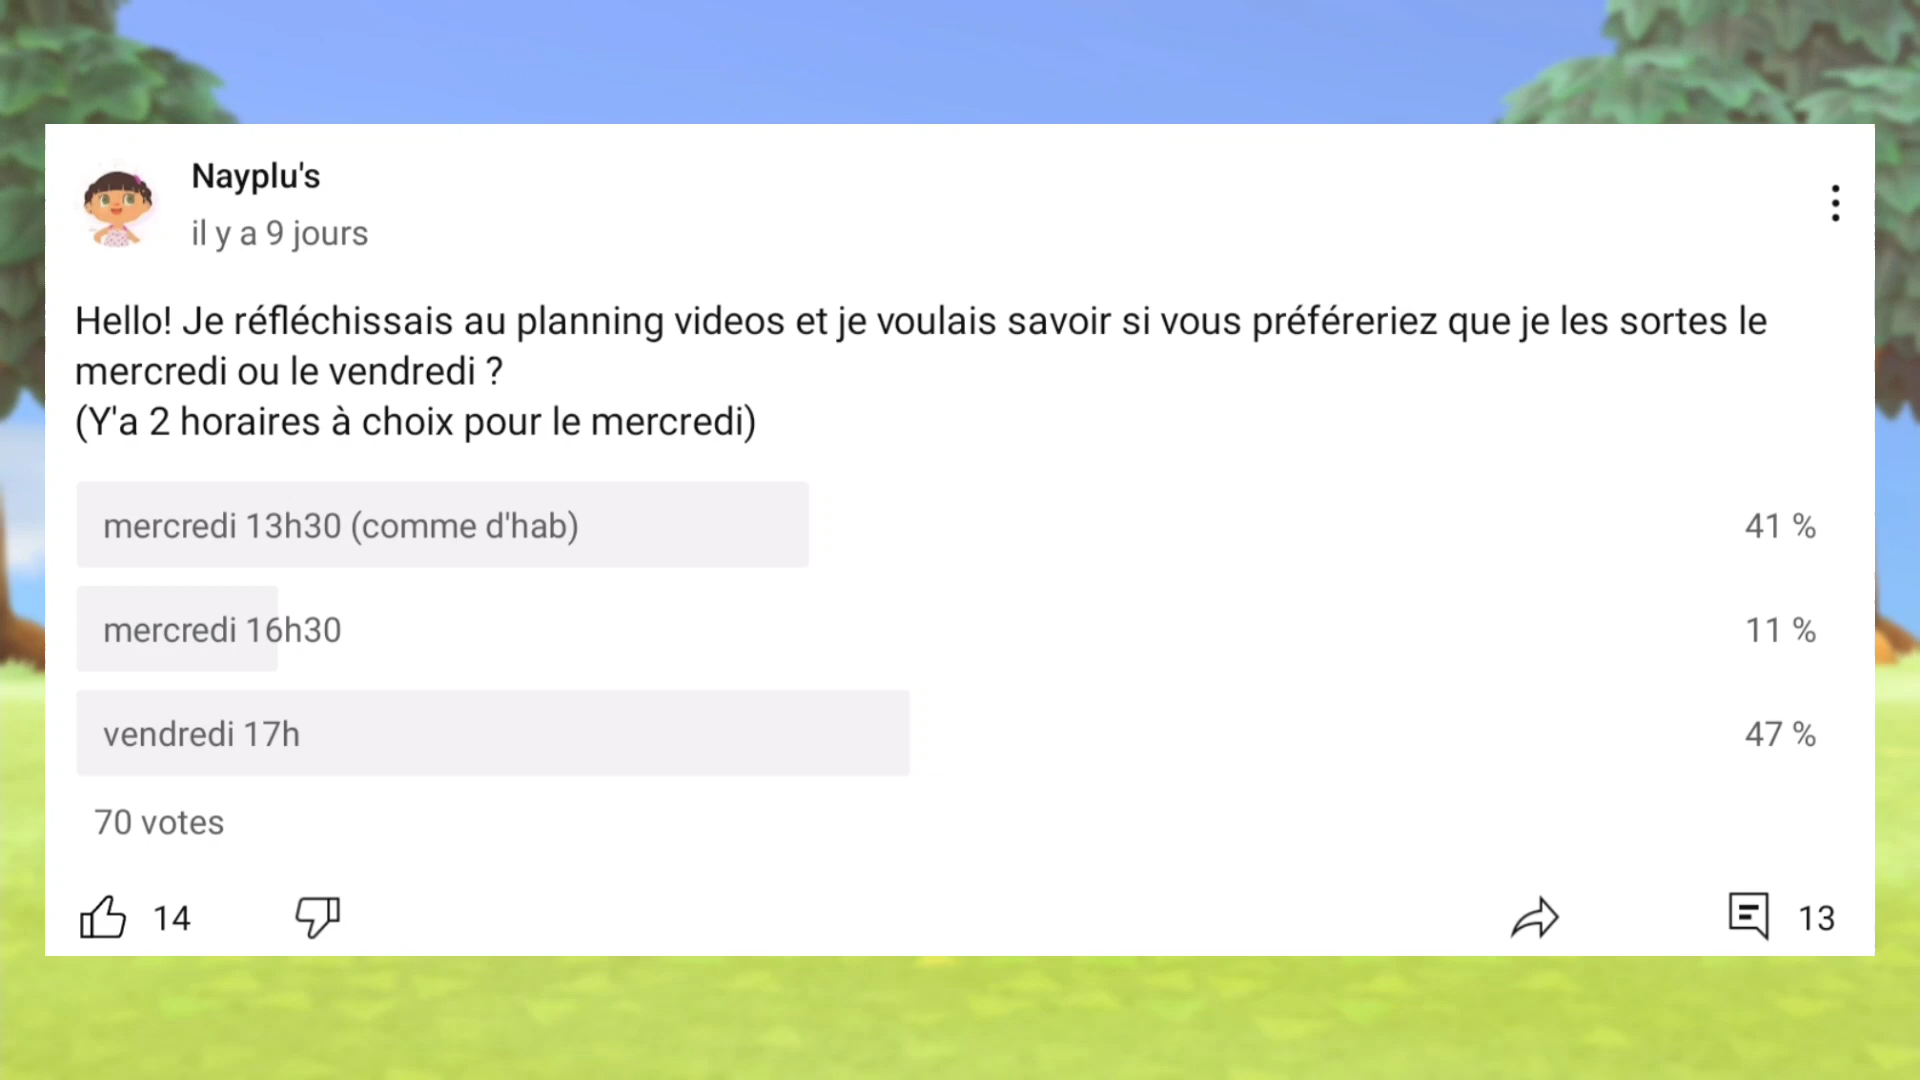 Nayplu's
il y a 9 jours
Hello! Je réfléchissais au planning videos et je voulais savoir si vous préféreriez que je les sortes le
mercredi ou le vendredi ?
(Y'a 2 horaires à choix pour le mercredi)
mercredi 13h30 (comme d'hab) 41 %
mercredi 16h30 11 %
vendredi 17h 47 %
70 votes
14 13